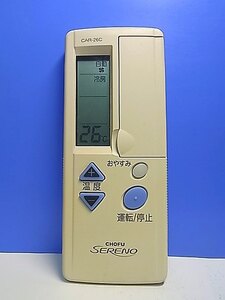 CAR-26C
自動
冷房
26℃
おやすみ
+
温度
-
運転/停止
CHOFU
SERENO